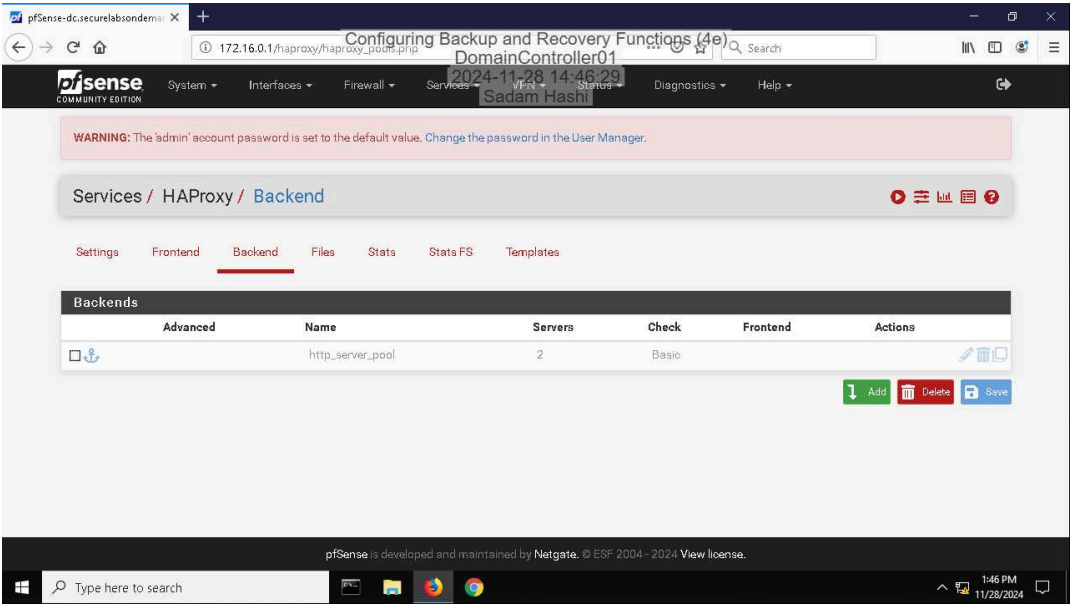 pfSense-dc.securelabsondemar
172.16.0.1/haproxy/haproxy_pools.php
Search
Configuring Backup and Recovery Functions (4e)
DomainController01
2024-11-28 14:46:29
Sadam Hashi
pfsense
COMMUNITY EDITION
System
Interfaces
Firewall
Services
VPN
Status
Diagnostics
Help
WARNING: The 'admin' account password is set to the default value. Change the password in the User Manager.
Services / HAProxy / Backend
Settings Frontend Backend Files Stats Stats FS Templates
Backends
Advanced Name Servers Check Frontend Actions
http_server_pool 2 Basic
Add Delete Save
pfSense is developed and maintained by Netgate. © ESF 2004 - 2024 View license.
Type here to search
1:46 PM
11/28/2024